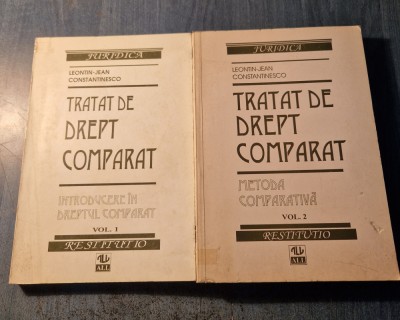 JURIDICA
LEONTIN-JEAN
CONSTANTINESCO
TRATAT DE
DREPT
COMPARAT
INTRODUCERE ÎN
DREPTUL COMPARAT
VOL. 1
RESTITUTIO
ALL
JURIDICA
LEONTIN-JEAN
CONSTANTINESCO
TRATAT DE
DREPT
COMPARAT
METODA
COMPARATIVĂ
VOL. 2
RESTITUTIO
ALL